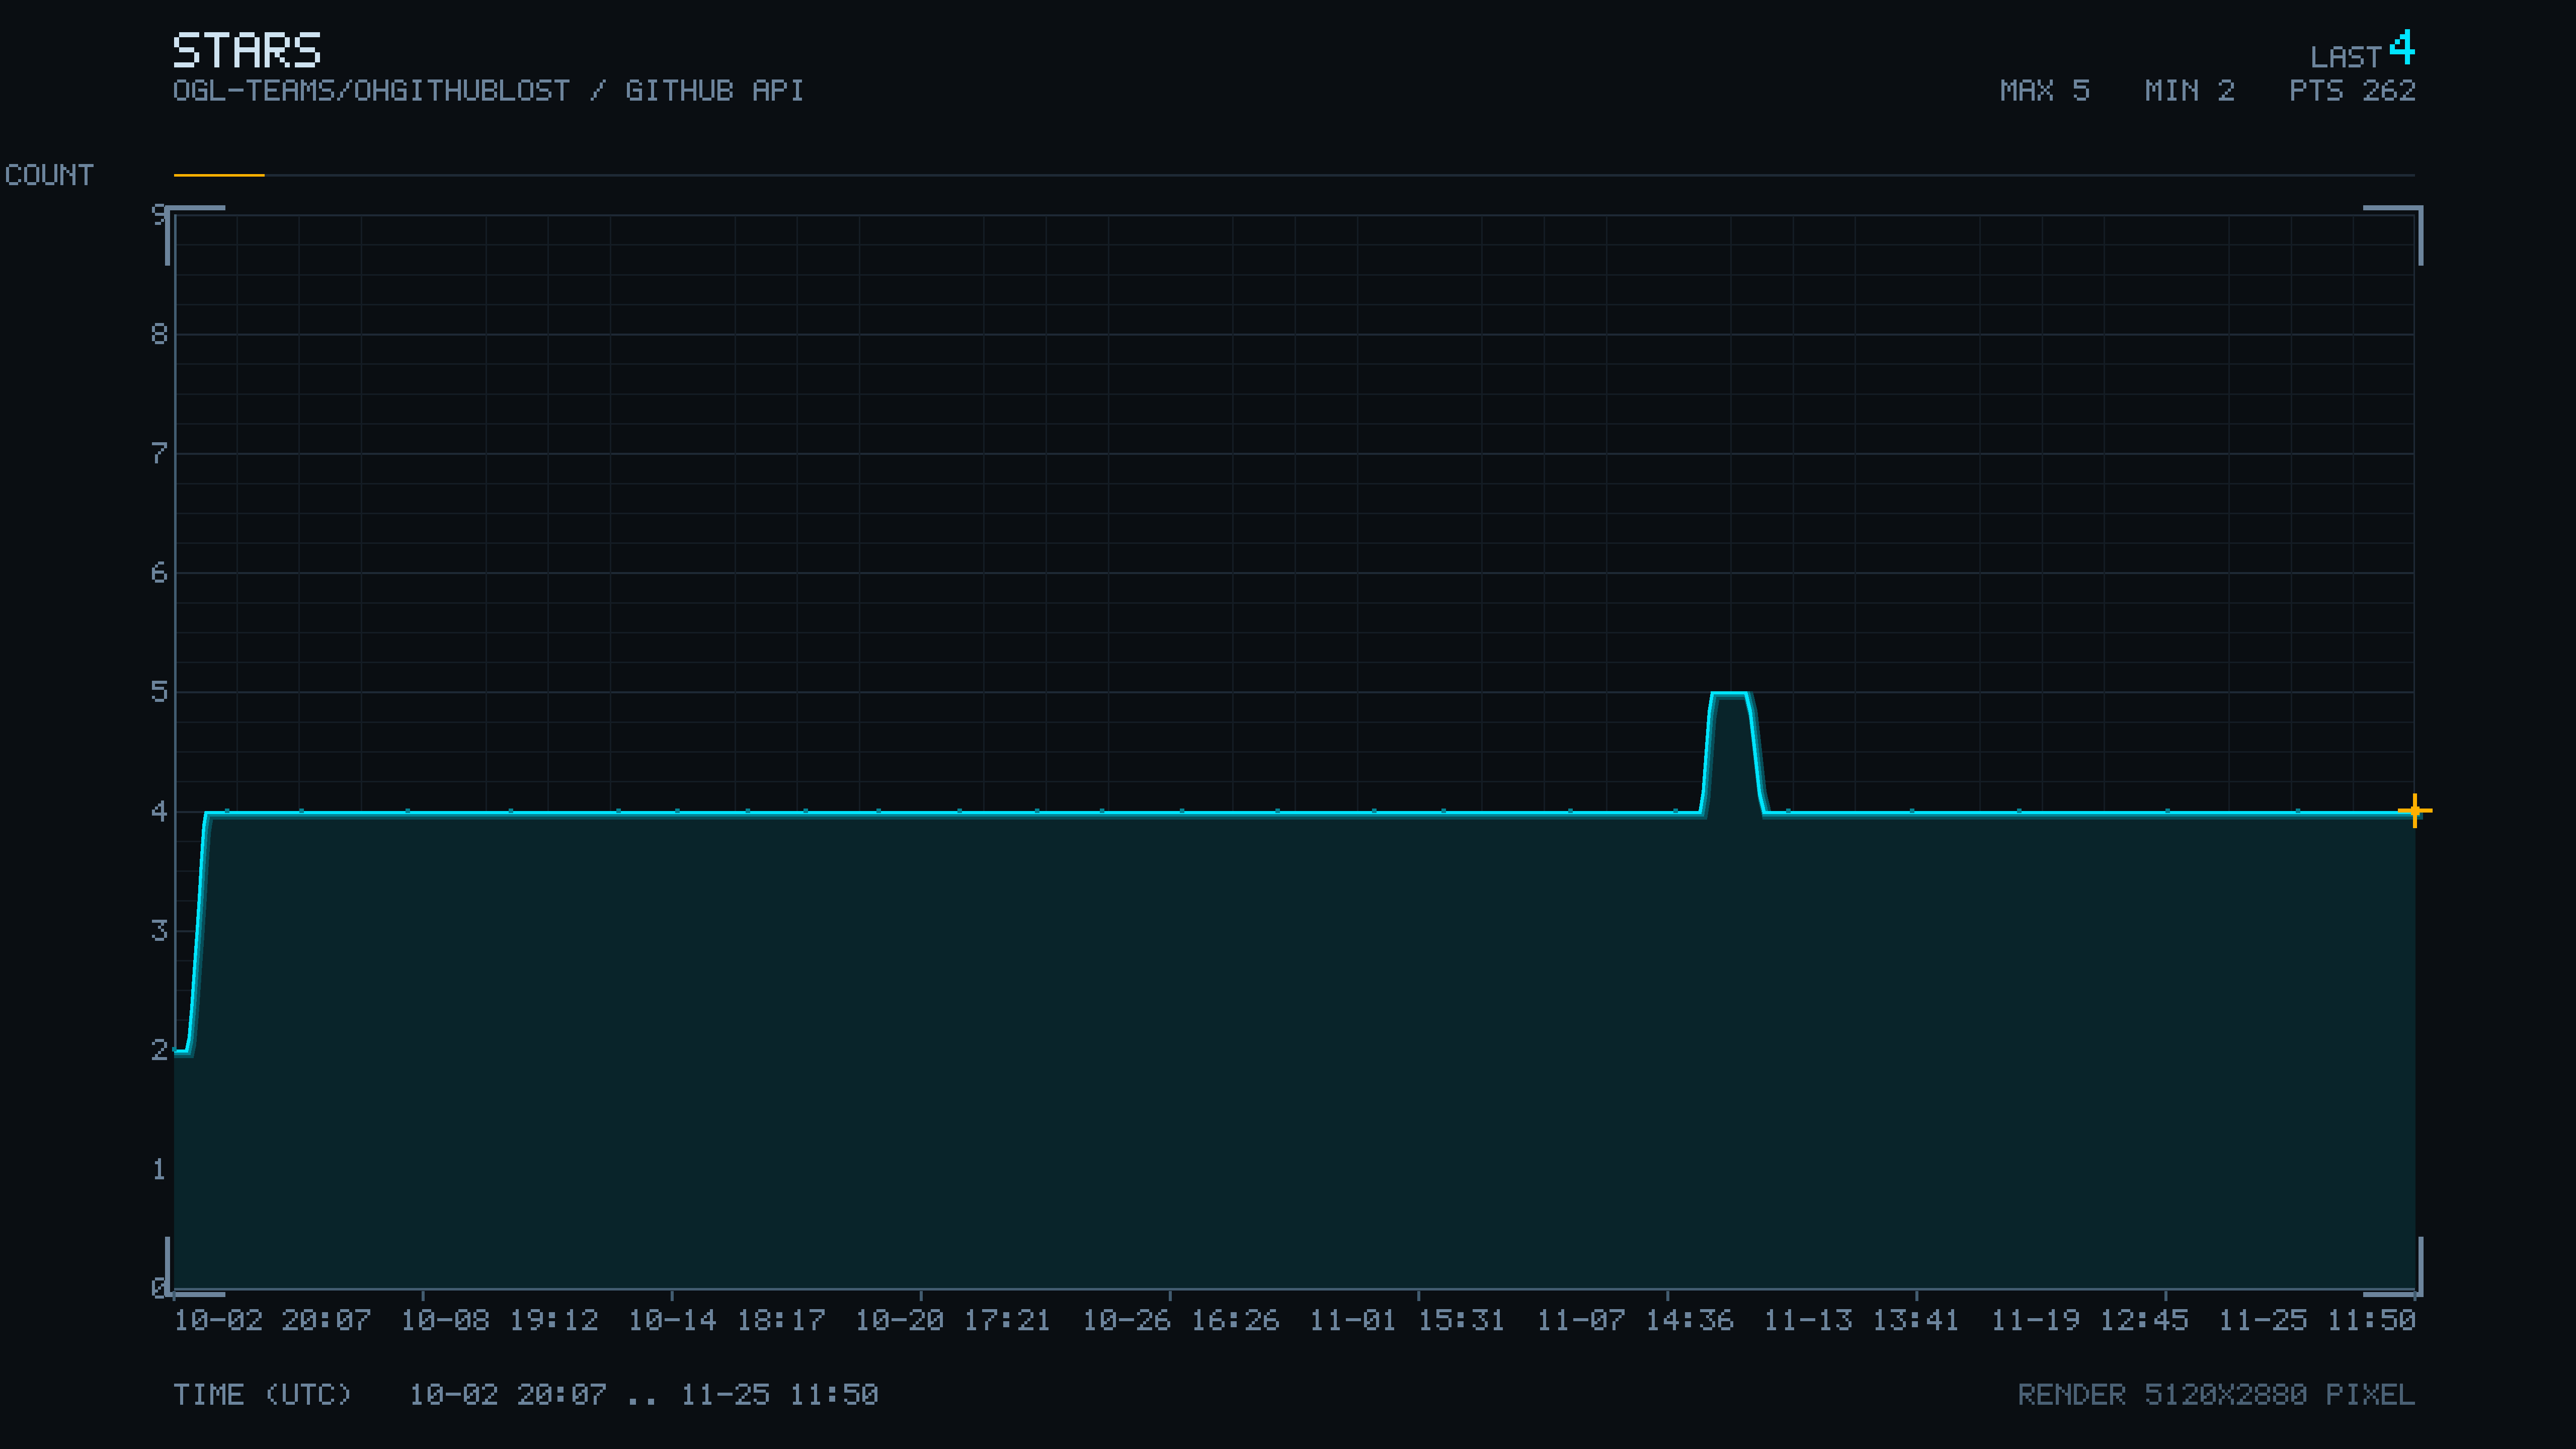 STARS
LAST 4
OGL-TEAMS/OHGITHUBLOST / GITHUB API
MAX 5 MIN 2 PTS 262
COUNT
9
8
7
6
5
4
3
2
1
0
10-02 20:07 10-08 19:12 10-14 18:17 10-20 17:21 10-26 16:26 11-01 15:31 11-07 14:36 11-13 13:41 11-19 12:45 11-25 11:50
TIME (UTC) 10-02 20:07 .. 11-25 11:50
RENDER 5120X2880 PIXEL